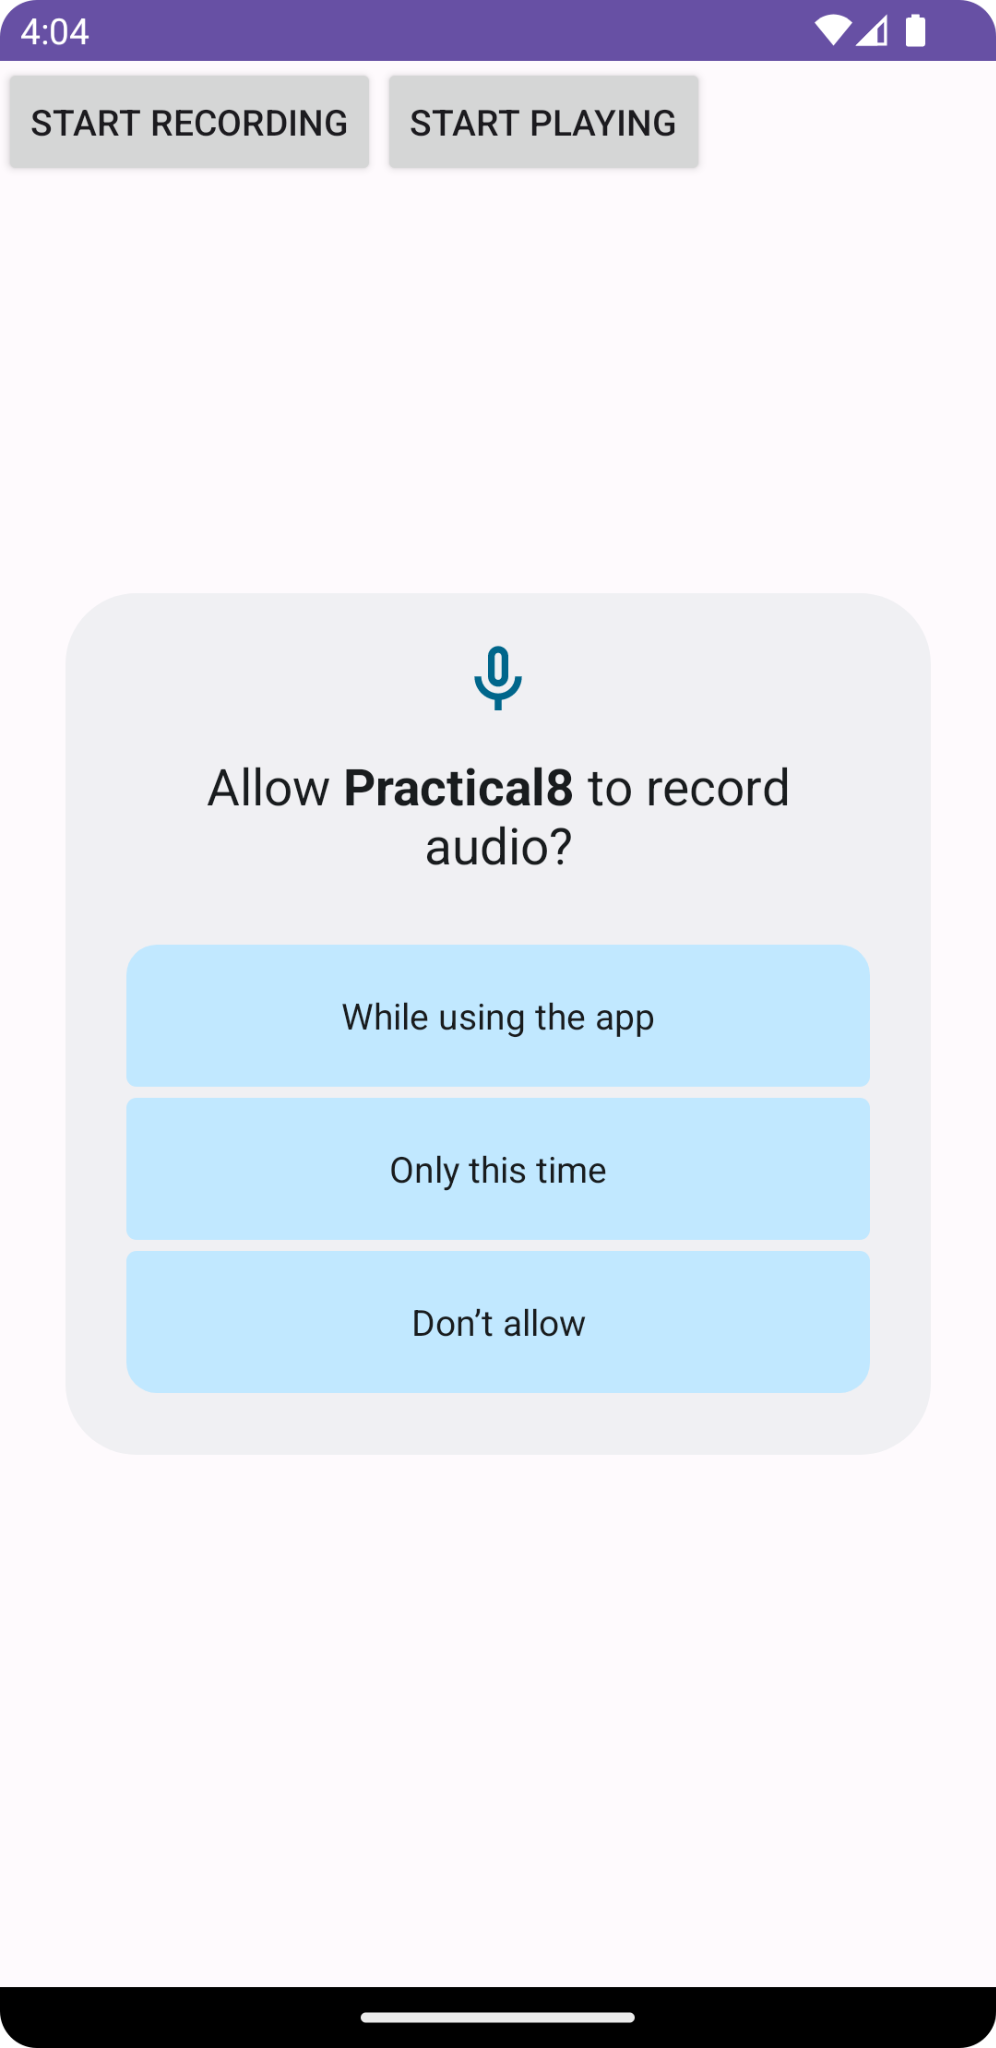 4:04
START RECORDING START PLAYING
Allow Practical8 to record
audio?
While using the app
Only this time
Don’t allow